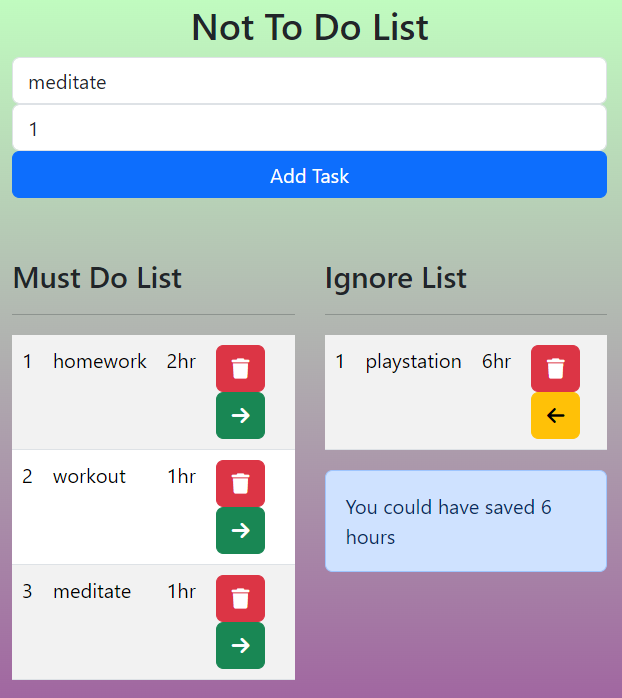 Not To Do List
meditate
1
Add Task
Must Do List
1 homework 2hr
2 workout 1hr
3 meditate 1hr
Ignore List
1 playstation 6hr
You could have saved 6
hours